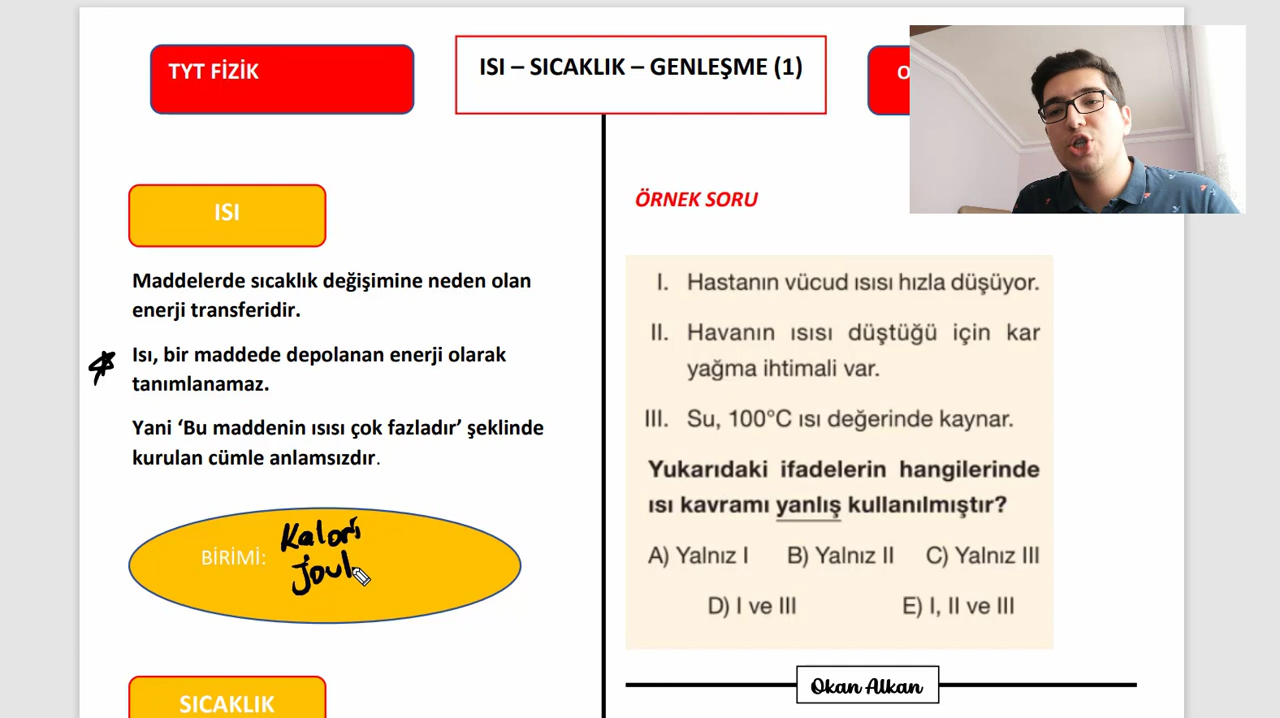 TYT FİZİK
ISI – SICAKLIK – GENLEŞME (1)
O
ISI
Maddelerde sıcaklık değişimine neden olan
enerji transferidir.
Isı, bir maddede depolanan enerji olarak
tanımlanamaz.
Yani ‘Bu maddenin ısısı çok fazladır’ şeklinde
kurulan cümle anlamsızdır.
BİRİMİ:
Kalori
Joul
SICAKLIK
ÖRNEK SORU
I. Hastanın vücud ısısı hızla düşüyor.
II. Havanın ısısı düştüğü için kar
yağma ihtimali var.
III. Su, 100°C ısı değerinde kaynar.
Yukarıdaki ifadelerin hangilerinde
ısı kavramı yanlış kullanılmıştır?
A) Yalnız I B) Yalnız II C) Yalnız III
D) I ve III E) I, II ve III
Okan Alkan